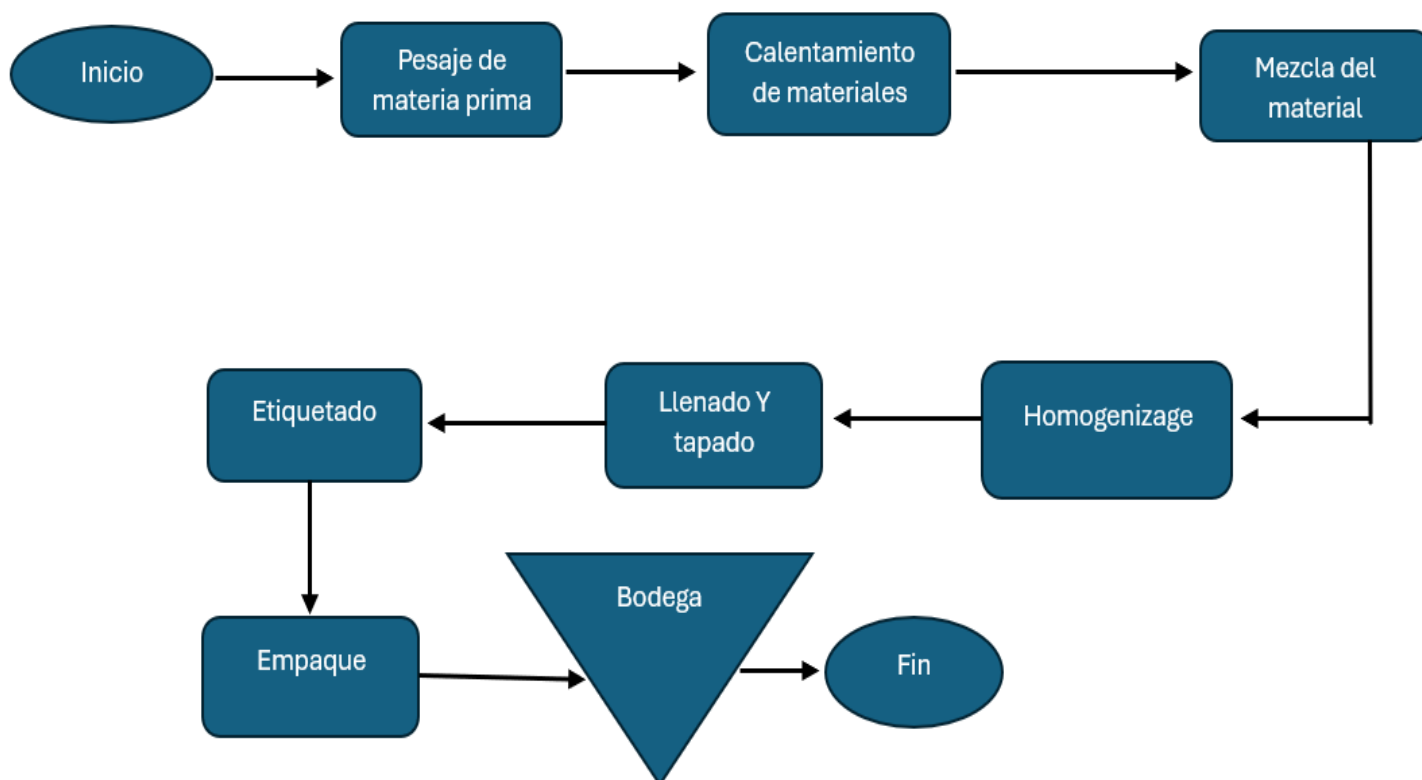 Inicio
Pesaje de
materia prima
Calentamiento
de materiales
Mezcla del
material
Homogenizage
Llenado Y
tapado
Etiquetado
Empaque
Bodega
Fin